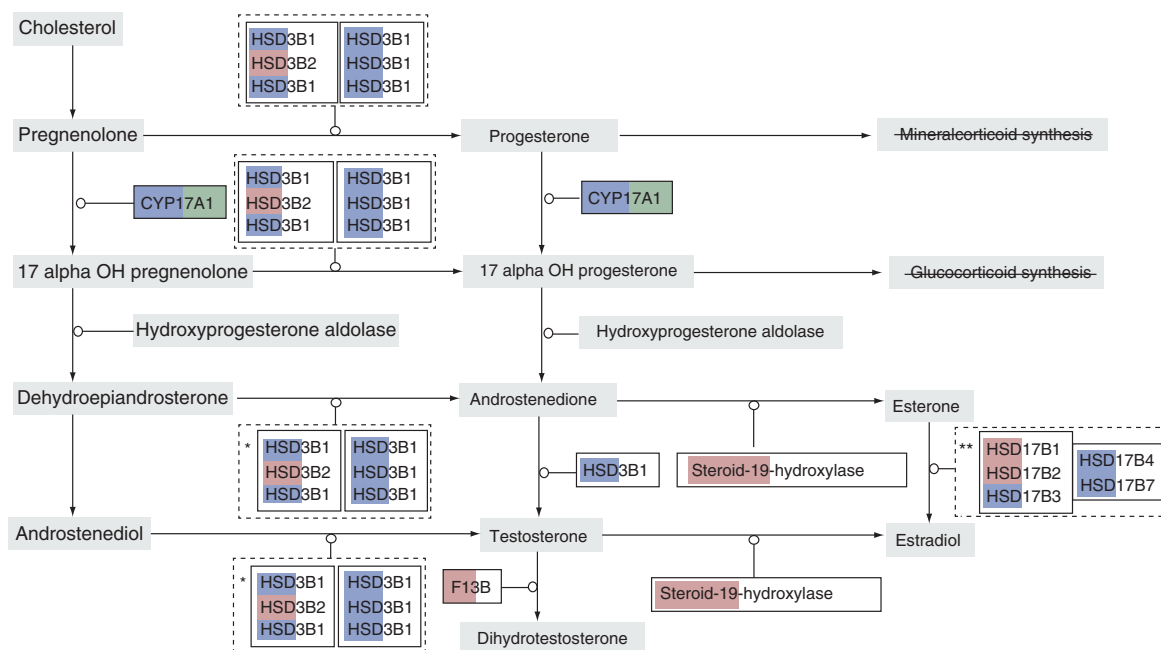 Cholesterol
HSD3B1
HSD3B2
HSD3B1
HSD3B1
HSD3B1
HSD3B1
Pregnenolone
Progesterone
Mineralcorticoid synthesis
HSD3B1
HSD3B2
HSD3B1
HSD3B1
HSD3B1
HSD3B1
CYP17A1
CYP17A1
17 alpha OH pregnenolone
17 alpha OH progesterone
Glucocorticoid synthesis
Hydroxyprogesterone aldolase
Hydroxyprogesterone aldolase
Dehydroepiandrosterone
Androstenedione
Esterone
*
HSD3B1
HSD3B2
HSD3B1
HSD3B1
HSD3B1
HSD3B1
HSD3B1
Steroid-19-hydroxylase
**
HSD17B1
HSD17B2
HSD17B3
HSD17B4
HSD17B7
Androstenediol
Testosterone
Estradiol
*
HSD3B1
HSD3B2
HSD3B1
HSD3B1
HSD3B1
HSD3B1
F13B
Steroid-19-hydroxylase
Dihydrotestosterone